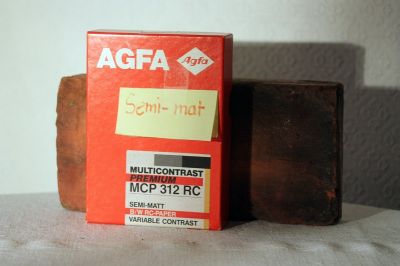 AGFA
Agfa
Semi-mat
MULTICONTRAST
PREMIUM
MCP 312 RC
SEMI-MATT
B/W RC-PAPER
VARIABLE CONTRAST